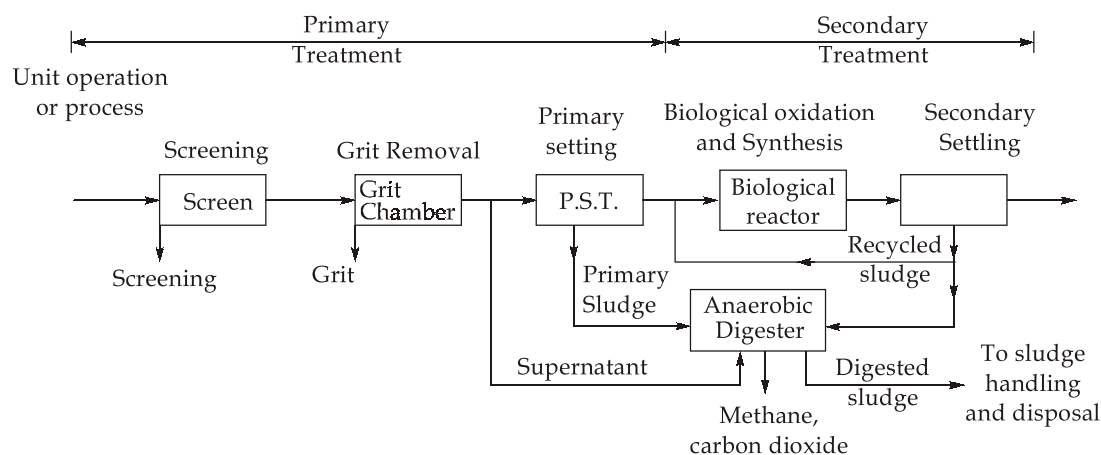 Primary
Treatment
Secondary
Treatment
Unit operation
or process
Screening
Grit Removal
Primary
setting
Biological oxidation
and Synthesis
Secondary
Settling
Screen
Grit
Chamber
P.S.T.
Biological
reactor
Screening
Grit
Primary
Sludge
Recycled
sludge
Anaerobic
Digester
Supernatant
Methane,
carbon dioxide
Digested
sludge
To sludge
handling
and disposal